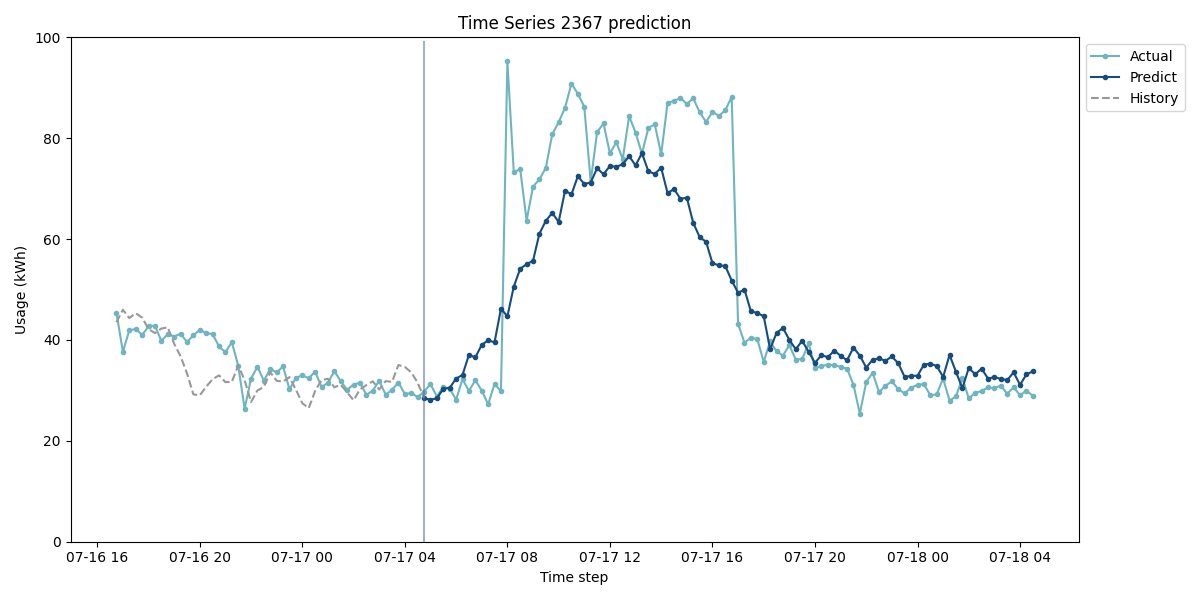 Time Series 2367 prediction
Usage (kWh)
100
80
60
40
20
0
07-16 16
07-16 20
07-17 00
07-17 04
07-17 08
07-17 12
07-17 16
07-17 20
07-18 00
07-18 04
Time step
Actual
Predict
History